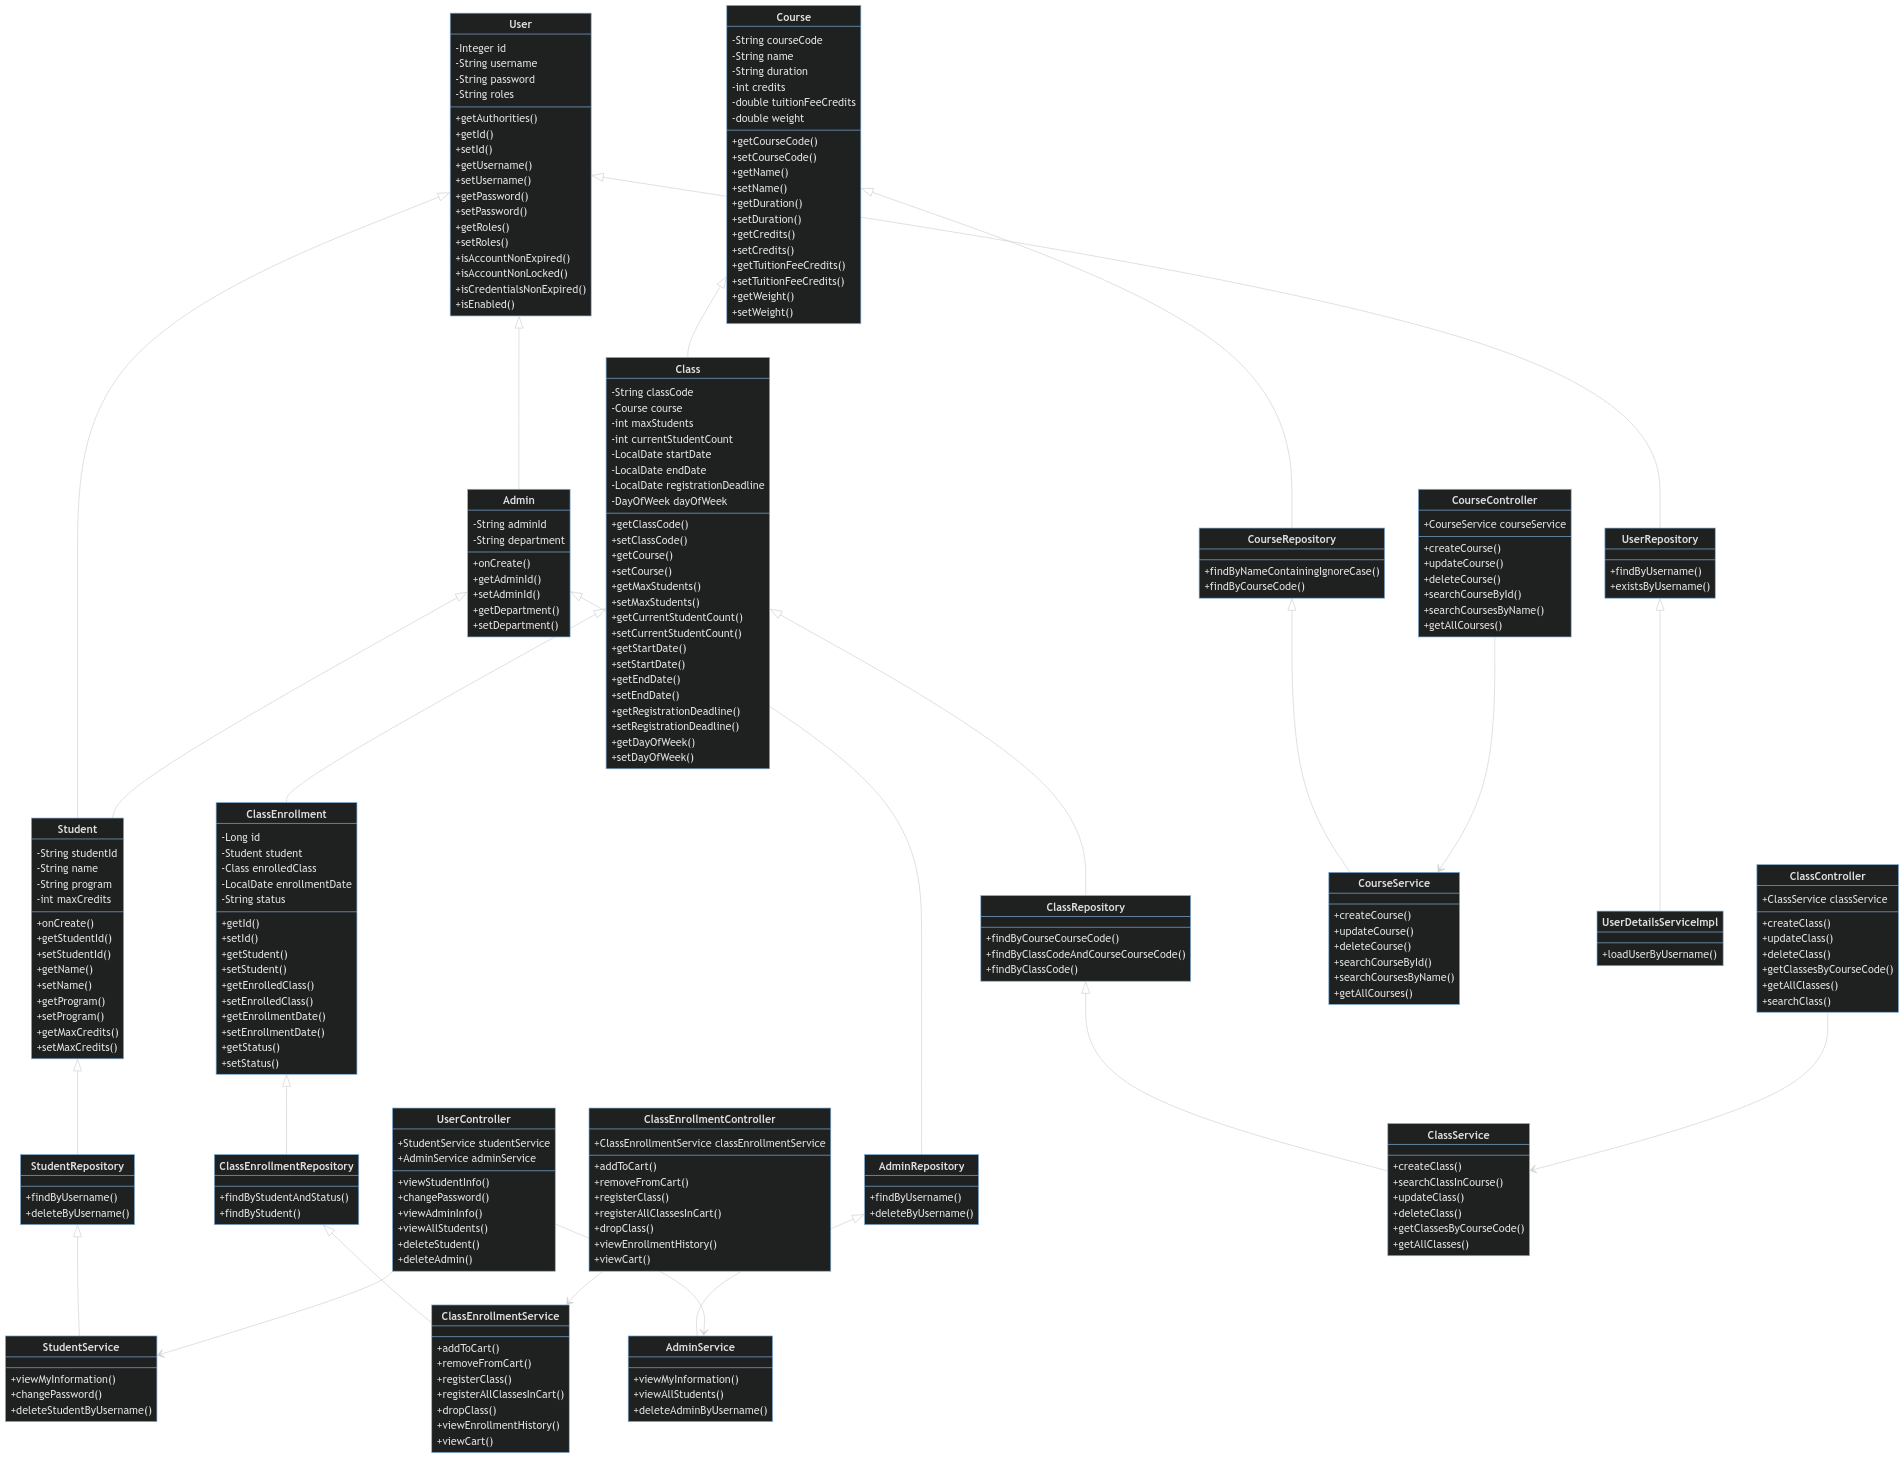 User
-Integer id
-String username
-String password
-String roles
+getAuthorities()
+getId()
+setId()
+getUsername()
+setUsername()
+getPassword()
+setPassword()
+getRoles()
+setRoles()
+isAccountNonExpired()
+isAccountNonLocked()
+isCredentialsNonExpired()
+isEnabled()
Course
-String courseCode
-String name
-String duration
-int credits
-double tuitionFeeCredits
-double weight
+getCourseCode()
+setCourseCode()
+getName()
+setName()
+getDuration()
+setDuration()
+getCredits()
+setCredits()
+getTuitionFeeCredits()
+setTuitionFeeCredits()
+getWeight()
+setWeight()
Class
-String classCode
-Course course
-int maxStudents
-int currentStudentCount
-LocalDate startDate
-LocalDate endDate
-LocalDate registrationDeadline
-DayOfWeek dayOfWeek
+getClassCode()
+setClassCode()
+getCourse()
+setCourse()
+getMaxStudents()
+setMaxStudents()
+getCurrentStudentCount()
+setCurrentStudentCount()
+getStartDate()
+setStartDate()
+getEndDate()
+setEndDate()
+getRegistrationDeadline()
+setRegistrationDeadline()
+getDayOfWeek()
+setDayOfWeek()
Admin
-String adminId
-String department
+onCreate()
+getAdminId()
+setAdminId()
+getDepartment()
+setDepartment()
CourseRepository
+findByNameContainingIgnoreCase()
+findByCourseCode()
CourseController
+CourseService courseService
+createCourse()
+updateCourse()
+deleteCourse()
+searchCourseById()
+searchCoursesByName()
+getAllCourses()
UserRepository
+findByUsername()
+existsByUsername()
Student
-String studentId
-String name
-String program
-int maxCredits
+onCreate()
+getStudentId()
+setStudentId()
+getName()
+setName()
+getProgram()
+setProgram()
+getMaxCredits()
+setMaxCredits()
ClassEnrollment
-Long id
-Student student
-Class enrolledClass
-LocalDate enrollmentDate
-String status
+getId()
+setId()
+getStudent()
+setStudent()
+getEnrolledClass()
+setEnrolledClass()
+getEnrollmentDate()
+setEnrollmentDate()
+getStatus()
+setStatus()
ClassRepository
+findByCourseCourseCode()
+findByClassCodeAndCourseCourseCode()
+findByClassCode()
CourseService
+createCourse()
+updateCourse()
+deleteCourse()
+searchCourseById()
+searchCoursesByName()
+getAllCourses()
UserDetailsServiceImpl
+loadUserByUsername()
ClassController
+ClassService classService
+createClass()
+updateClass()
+deleteClass()
+getClassesByCourseCode()
+getAllClasses()
+searchClass()
StudentRepository
+findByUsername()
+deleteByUsername()
ClassEnrollmentRepository
+findByStudentAndStatus()
+findByStudent()
UserController
+StudentService studentService
+AdminService adminService
+viewStudentInfo()
+changePassword()
+viewAdminInfo()
+viewAllStudents()
+deleteStudent()
+deleteAdmin()
ClassEnrollmentController
+ClassEnrollmentService classEnrollmentService
+addToCart()
+removeFromCart()
+registerClass()
+registerAllClassesInCart()
+dropClass()
+viewEnrollmentHistory()
+viewCart()
AdminRepository
+findByUsername()
+deleteByUsername()
ClassService
+createClass()
+searchClassInCourse()
+updateClass()
+deleteClass()
+getClassesByCourseCode()
+getAllClasses()
StudentService
+viewMyInformation()
+changePassword()
+deleteStudentByUsername()
ClassEnrollmentService
+addToCart()
+removeFromCart()
+registerClass()
+registerAllClassesInCart()
+dropClass()
+viewEnrollmentHistory()
+viewCart()
AdminService
+viewMyInformation()
+viewAllStudents()
+deleteAdminByUsername()